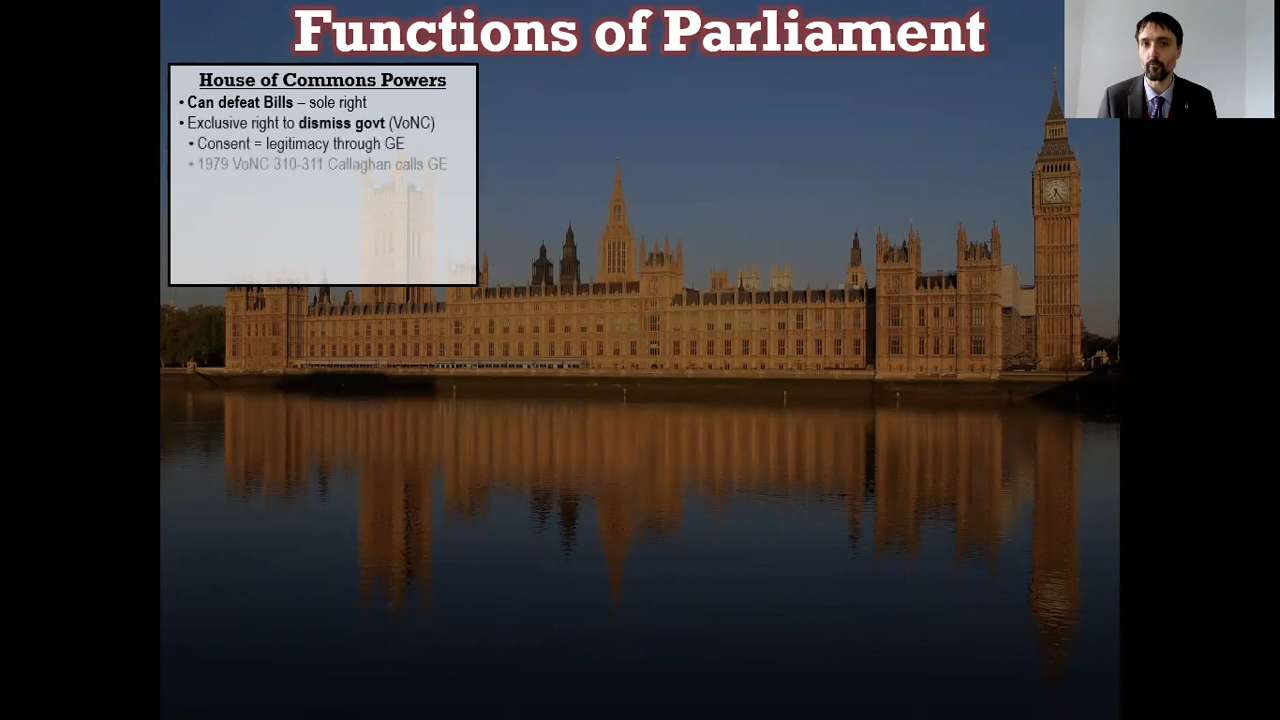 Functions of Parliament
House of Commons Powers
• Can defeat Bills – sole right
• Exclusive right to dismiss govt (VoNC)
• Consent = legitimacy through GE
• 1979 VoNC 310-311 Callaghan calls GE